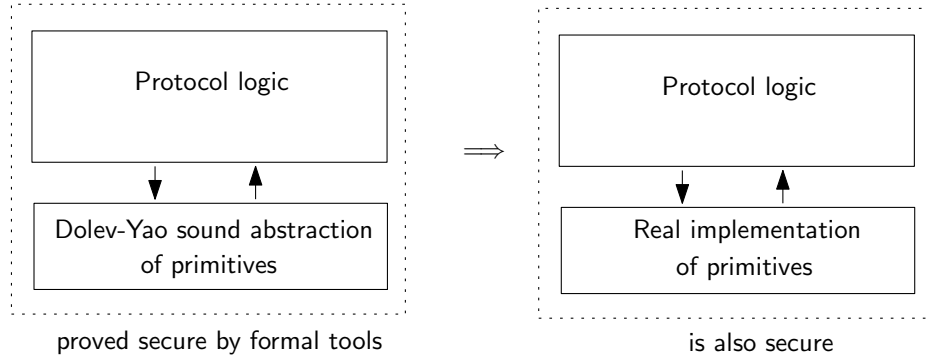 Protocol logic
Dolev-Yao sound abstraction
of primitives
proved secure by formal tools
⟹
Protocol logic
Real implementation
of primitives
is also secure